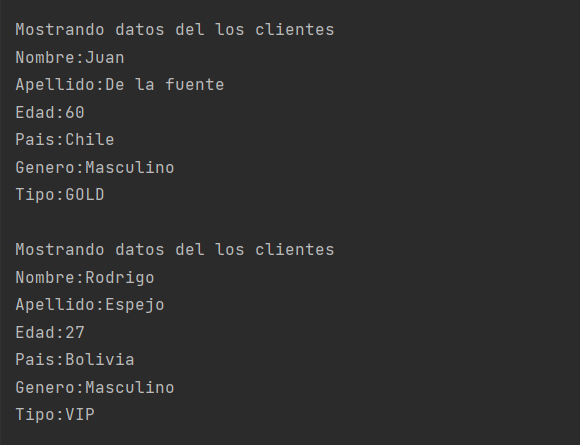 Mostrando datos del los clientes
Nombre:Juan
Apellido:De la fuente
Edad:60
Pais:Chile
Genero:Masculino
Tipo:GOLD

Mostrando datos del los clientes
Nombre:Rodrigo
Apellido:Espejo
Edad:27
Pais:Bolivia
Genero:Masculino
Tipo:VIP